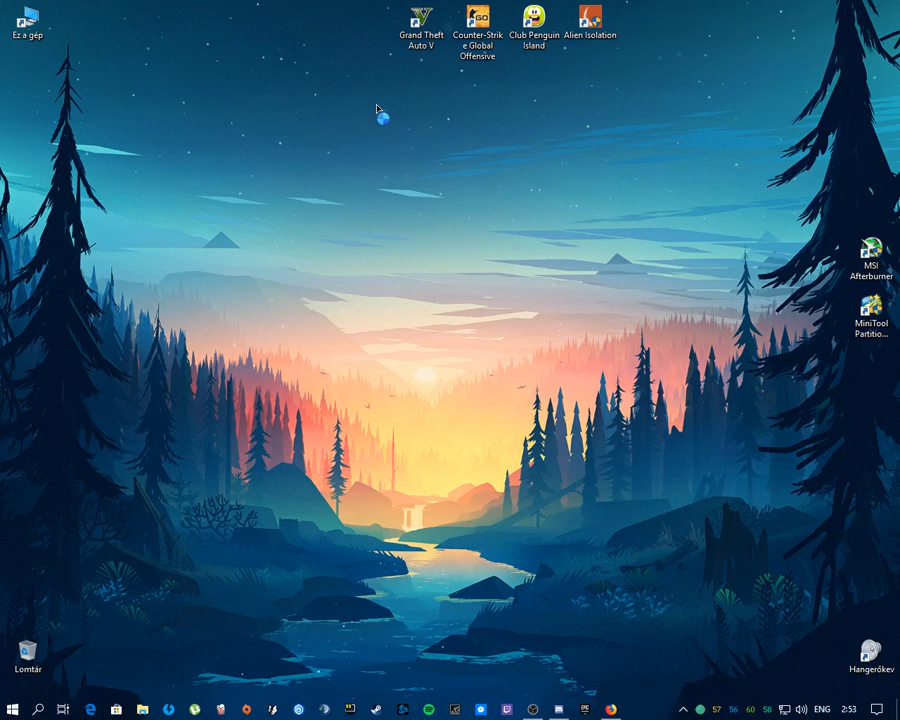 Ez a gép
Grand Theft
Auto V
GO
Counter-Strik
e Global
Offensive
Club Penguin
Island
Alien Isolation
MSI
Afterburner
MiniTool
Partitio...
Lomtár
Hangerőkev
57 56 60 58 ENG 2:53